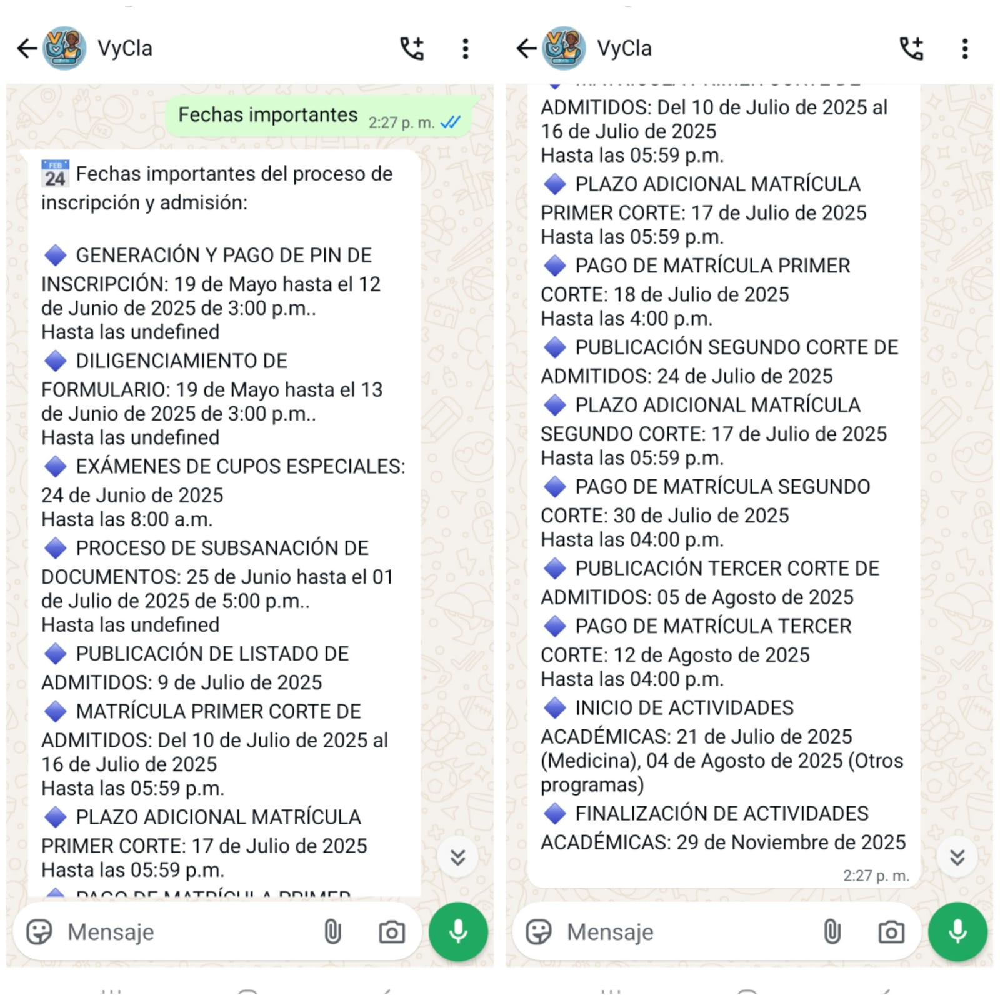 VyCla
Fechas importantes 2:27 p. m.
FEB
24 Fechas importantes del proceso de
inscripción y admisión:
GENERACIÓN Y PAGO DE PIN DE
INSCRIPCIÓN: 19 de Mayo hasta el 12
de Junio de 2025 de 3:00 p.m..
Hasta las undefined
DILIGENCIAMIENTO DE
FORMULARIO: 19 de Mayo hasta el 13
de Junio de 2025 de 3:00 p.m..
Hasta las undefined
EXÁMENES DE CUPOS ESPECIALES:
24 de Junio de 2025
Hasta las 8:00 a.m.
PROCESO DE SUBSANACIÓN DE
DOCUMENTOS: 25 de Junio hasta el 01
de Julio de 2025 de 5:00 p.m..
Hasta las undefined
PUBLICACIÓN DE LISTADO DE
ADMITIDOS: 9 de Julio de 2025
MATRÍCULA PRIMER CORTE DE
ADMITIDOS: Del 10 de Julio de 2025 al
16 de Julio de 2025
Hasta las 05:59 p.m.
PLAZO ADICIONAL MATRÍCULA
PRIMER CORTE: 17 de Julio de 2025
Hasta las 05:59 p.m.
PAGO DE MATRÍCULA PRIMER
Mensaje
VyCla
MATRÍCULA PRIMER CORTE DE
ADMITIDOS: Del 10 de Julio de 2025 al
16 de Julio de 2025
Hasta las 05:59 p.m.
PLAZO ADICIONAL MATRÍCULA
PRIMER CORTE: 17 de Julio de 2025
Hasta las 05:59 p.m.
PAGO DE MATRÍCULA PRIMER
CORTE: 18 de Julio de 2025
Hasta las 4:00 p.m.
PUBLICACIÓN SEGUNDO CORTE DE
ADMITIDOS: 24 de Julio de 2025
PLAZO ADICIONAL MATRÍCULA
SEGUNDO CORTE: 17 de Julio de 2025
Hasta las 05:59 p.m.
PAGO DE MATRÍCULA SEGUNDO
CORTE: 30 de Julio de 2025
Hasta las 04:00 p.m.
PUBLICACIÓN TERCER CORTE DE
ADMITIDOS: 05 de Agosto de 2025
PAGO DE MATRÍCULA TERCER
CORTE: 12 de Agosto de 2025
Hasta las 04:00 p.m.
INICIO DE ACTIVIDADES
ACADÉMICAS: 21 de Julio de 2025
(Medicina), 04 de Agosto de 2025 (Otros
programas)
FINALIZACIÓN DE ACTIVIDADES
ACADÉMICAS: 29 de Noviembre de 2025
2:27 p. m.
Mensaje